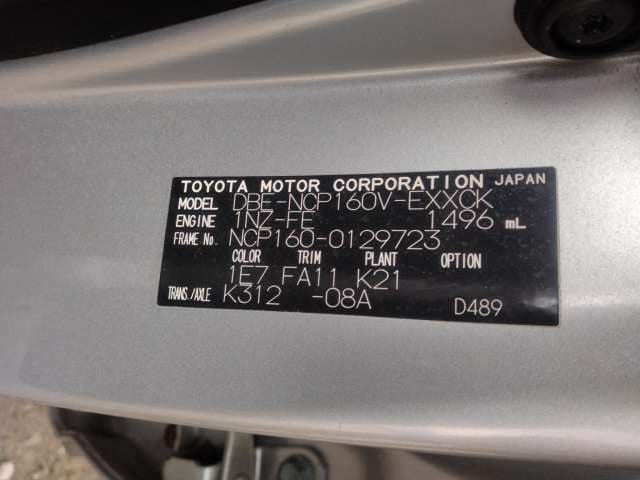 TOYOTA MOTOR CORPORATION JAPAN
MODEL DBE-NCP160V-EXXCK
ENGINE 1NZ-FE 1496 mL
FRAME No. NCP160-0129723
COLOR TRIM PLANT OPTION
1E7 FA11 K21
TRANS./AXLE K312 -08A
D489